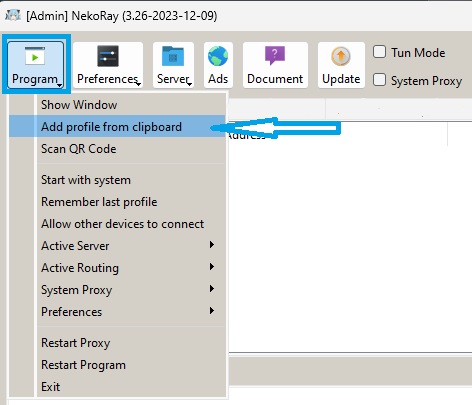 [Admin] NekoRay (3.26-2023-12-09)
Program Preferences Server Ads Document Update Tun Mode
System Proxy
Show Window
Add profile from clipboard
Address
Scan QR Code
Start with system
Remember last profile
Allow other devices to connect
Active Server
Active Routing
System Proxy
Preferences
Restart Proxy
Restart Program
Exit